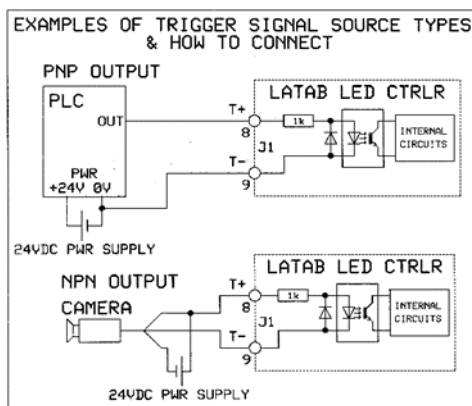 EXAMPLES OF TRIGGER SIGNAL SOURCE TYPES
& HOW TO CONNECT
PNP OUTPUT
PLC
OUT
PWR
+24V 0V
24VDC PWR SUPPLY
T+
8
J1
T-
9
LATAB LED CTRLR
1k
INTERNAL
CIRCUITS
NPN OUTPUT
CAMERA
24VDC PWR SUPPLY
T+
8
J1
T-
9
LATAB LED CTRLR
1k
INTERNAL
CIRCUITS